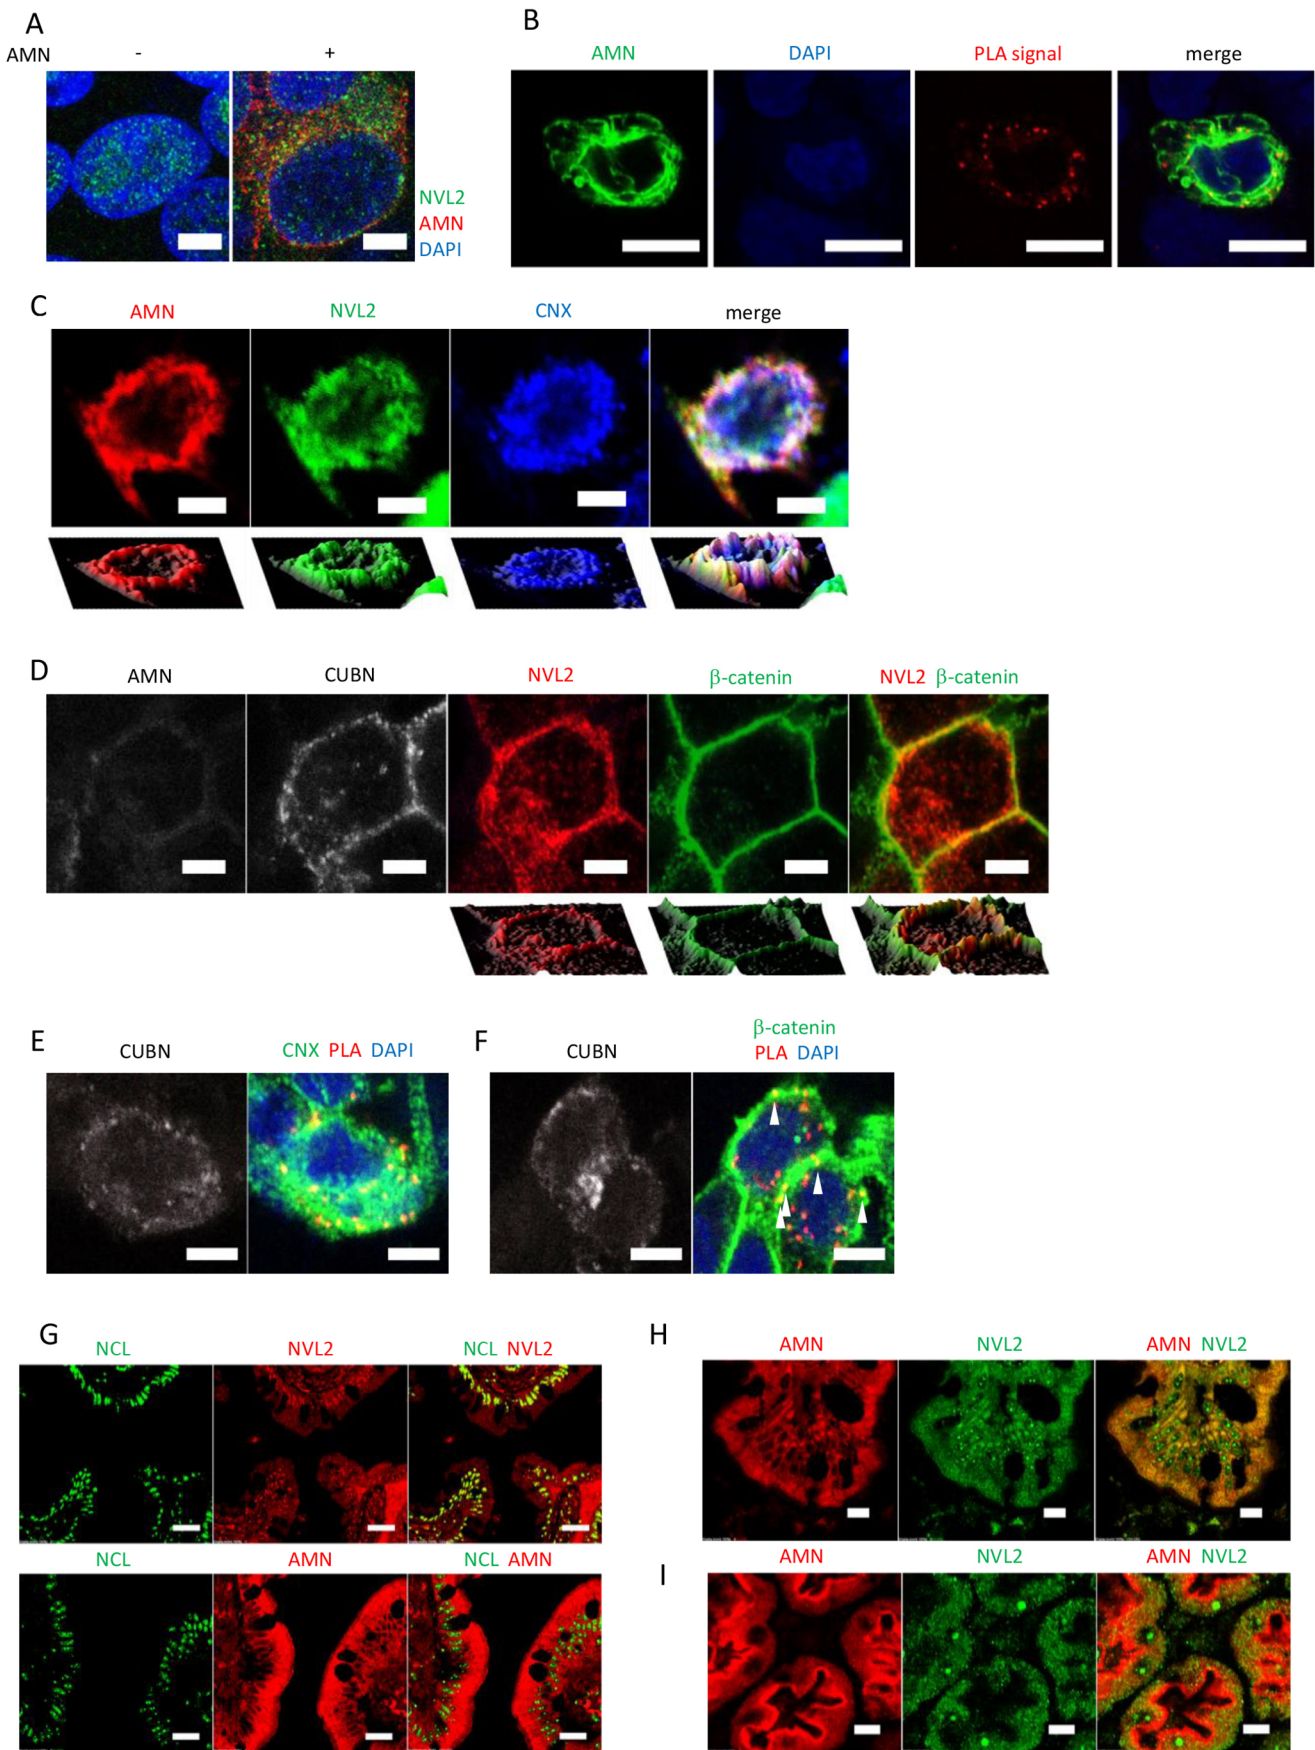 A
AMN - +
NVL2
AMN
DAPI
B
AMN DAPI PLA signal merge
C
AMN NVL2 CNX merge
D
AMN CUBN NVL2 β-catenin NVL2 β-catenin
E
CUBN CNX PLA DAPI
F
CUBN β-catenin
PLA DAPI
G
NCL NVL2 NCL NVL2
NCL AMN NCL AMN
H
AMN NVL2 AMN NVL2
I
AMN NVL2 AMN NVL2